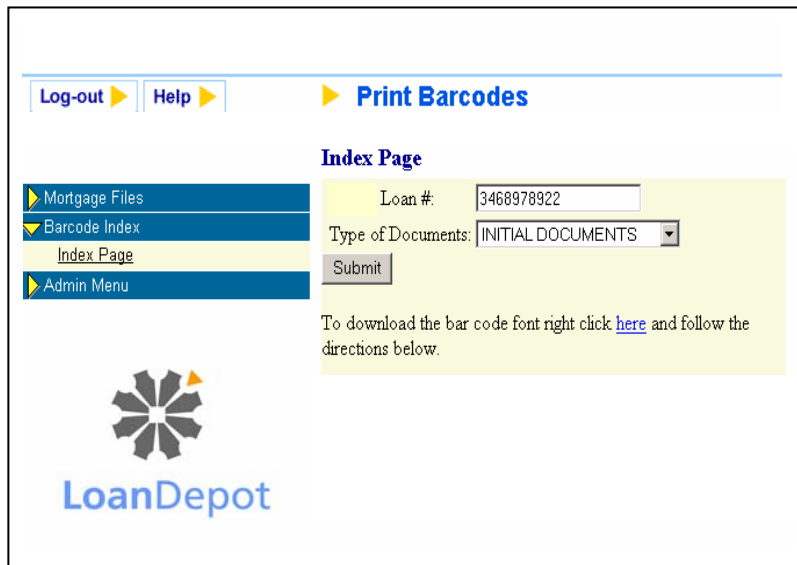 Log-out Help Print Barcodes
Index Page
Mortgage Files
Barcode Index
Index Page
Admin Menu
Loan #: 3468978922
Type of Documents: INITIAL DOCUMENTS
Submit
To download the bar code font right click here and follow the
directions below.
LoanDepot